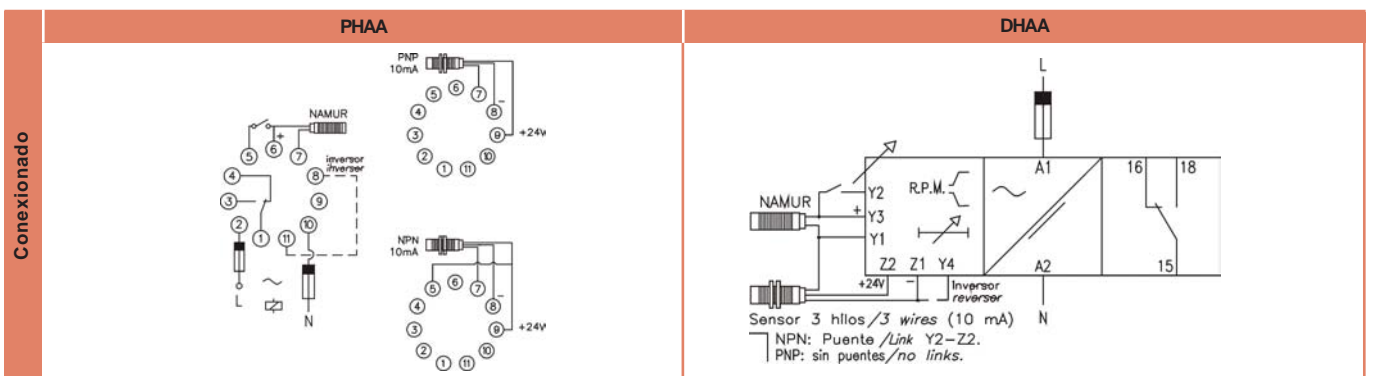 PHAA
DHAA
Conexionado
PNP
10mA
6
5
7
4
8
−
3
9
+24V
2
10
1
11
NAMUR
+
5
6
7
inversor
inverser
4
8
3
9
2
10
1
11
L
N
NPN
10mA
5
6
7
4
8
−
3
9
+24V
2
10
1
11
L
A1
16
18
R.P.M.
Y2
NAMUR
+
Y3
Y1
Z2
Z1
Y4
A2
15
+24V
−
Inversor
reverser
Sensor 3 hilos/3 wires (10 mA)
N
NPN: Puente/Link Y2-Z2.
PNP: sin puentes/no links.